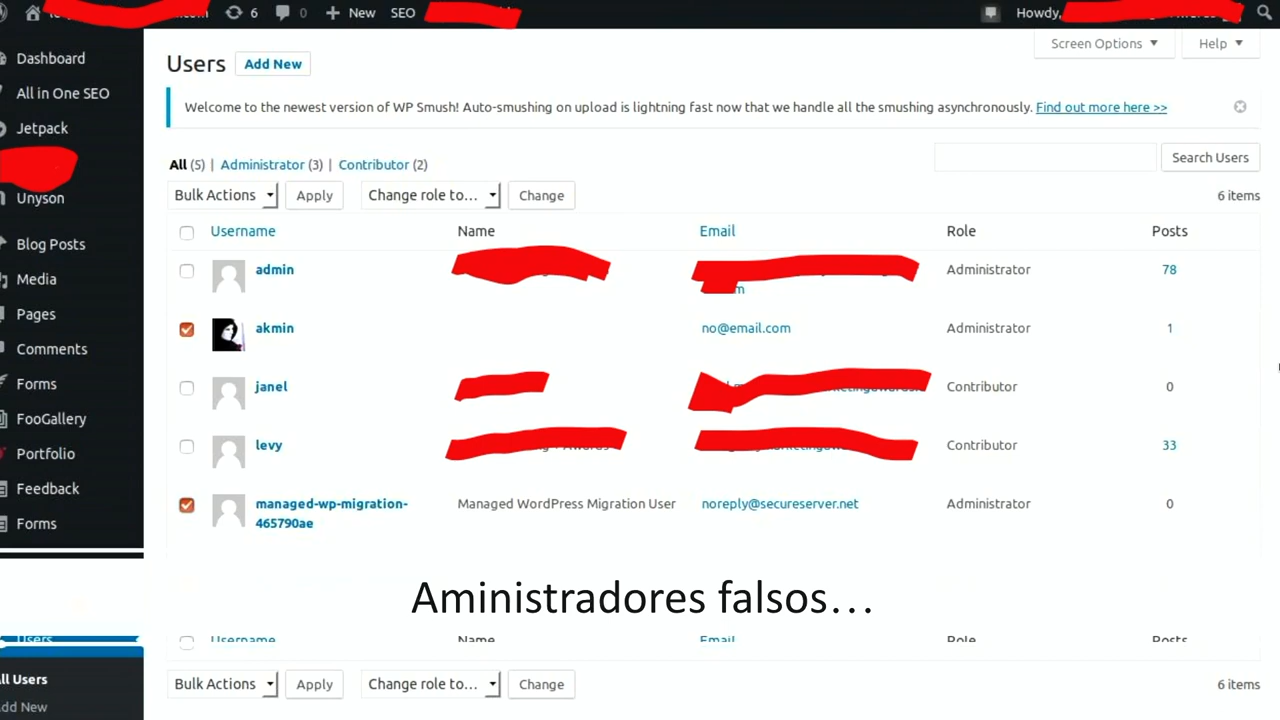 6
0
New
SEO
Howdy,
Screen Options
Help
Dashboard
All in One SEO
Jetpack
Unyson
Blog Posts
Media
Pages
Comments
Forms
FooGallery
Portfolio
Feedback
Forms
Users
All Users
Add New
Users
Add New
Welcome to the newest version of WP Smush! Auto-smushing on upload is lightning fast now that we handle all the smushing asynchronously. Find out more here >>
All (5) | Administrator (3) | Contributor (2)
Search Users
Bulk Actions Apply Change role to... Change
6 items
Username Name Email Role Posts
admin Administrator 78
akmin no@email.com Administrator 1
janel Contributor 0
levy Contributor 33
managed-wp-migration- Managed WordPress Migration User noreply@secureserver.net Administrator 0
465790ae
Aministradores falsos...
Username Name Email Role Posts
Bulk Actions Apply Change role to... Change
6 items